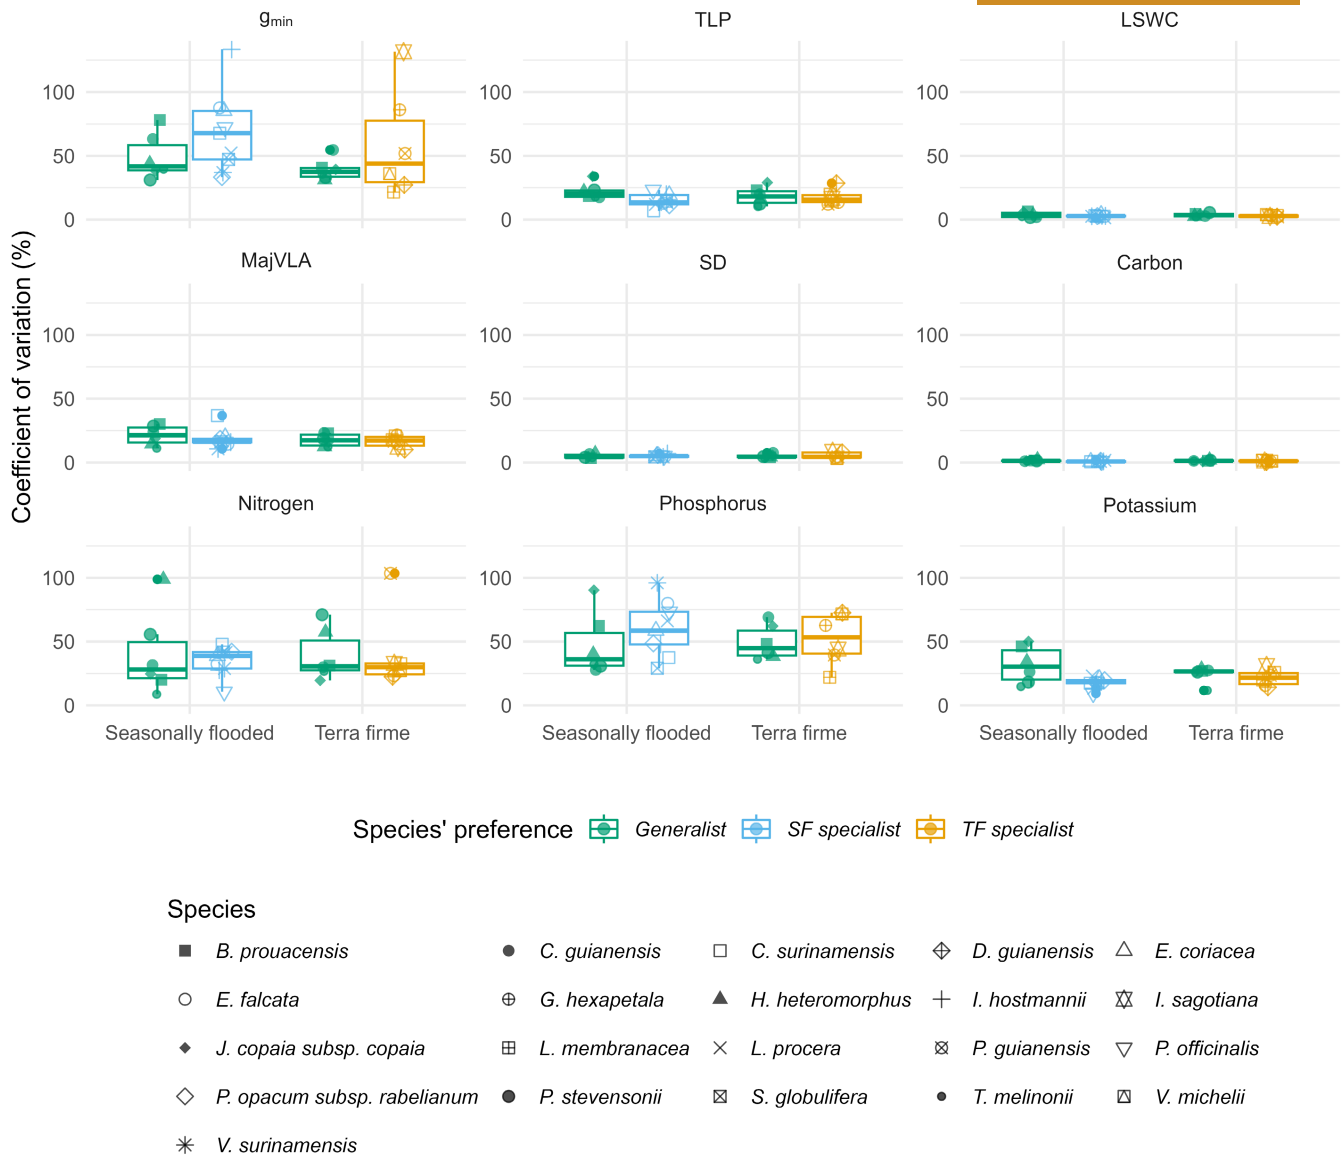 gmin TLP LSWC
100 100 100
50 50 50
0 0 0
Coefficient of variation (%)
MajVLA SD Carbon
100 100 100
50 50 50
0 0 0
Nitrogen Phosphorus Potassium
100 100 100
50 50 50
0 0 0
Seasonally flooded Terra firme Seasonally flooded Terra firme Seasonally flooded Terra firme
Species' preference Generalist SF specialist TF specialist
Species
B. prouacensis C. guianensis C. surinamensis D. guianensis E. coriacea
E. falcata G. hexapetala H. heteromorphus I. hostmannii I. sagotiana
J. copaia subsp. copaia L. membranacea L. procera P. guianensis P. officinalis
P. opacum subsp. rabelianum P. stevensonii S. globulifera T. melinonii V. michelii
V. surinamensis